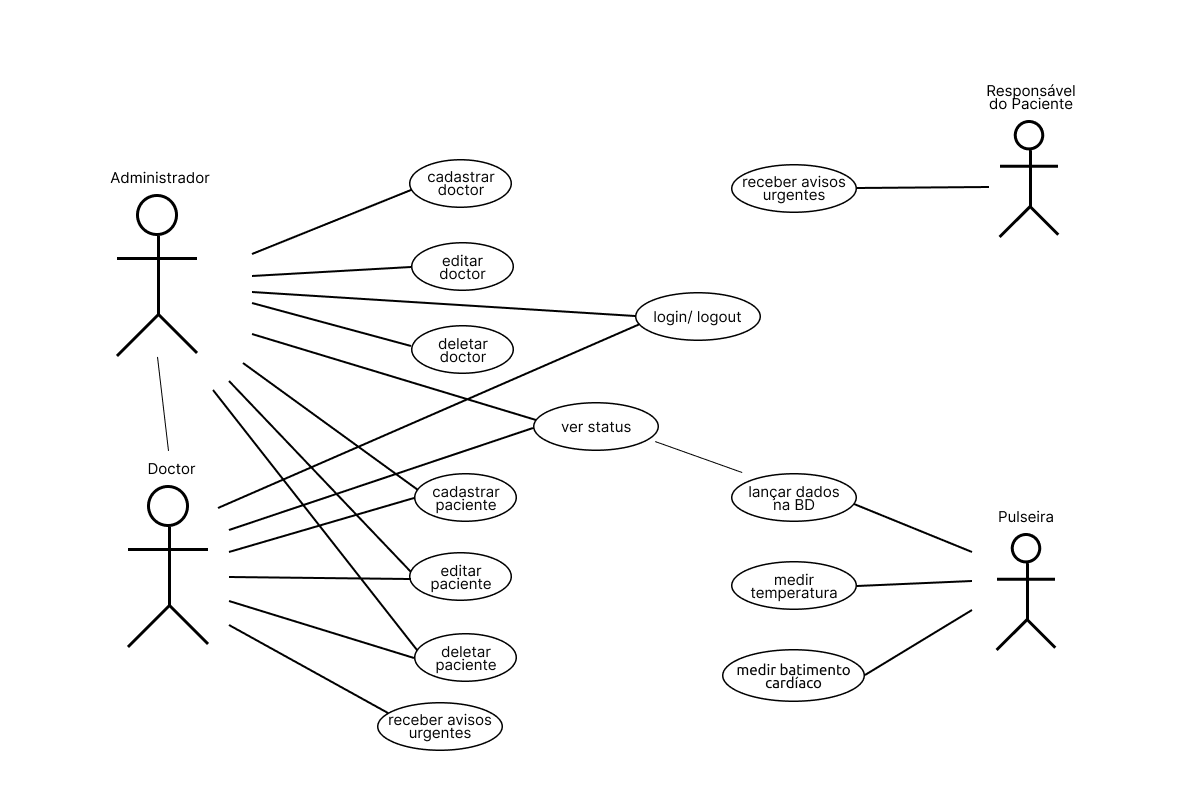 Responsável
do Paciente
Administrador
cadastrar
doctor
receber avisos
urgentes
editar
doctor
login/ logout
deletar
doctor
ver status
Doctor
cadastrar
paciente
lançar dados
na BD
Pulseira
editar
paciente
medir
temperatura
deletar
paciente
medir batimento
cardíaco
receber avisos
urgentes